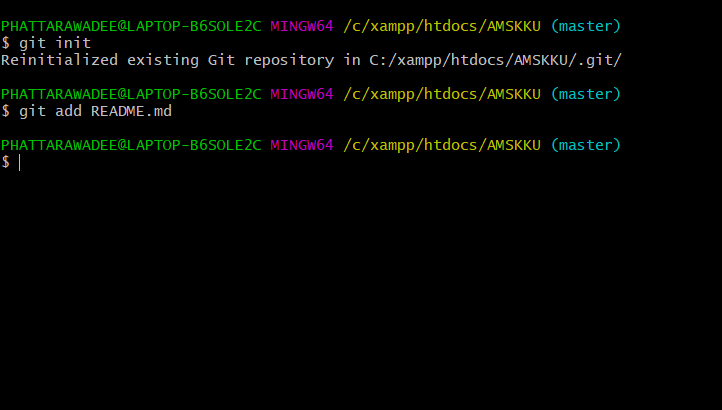 PHATTARAWADEE@LAPTOP-B6SOLE2C MINGW64 /c/xampp/htdocs/AMSKKU (master)
$ git init
Reinitialized existing Git repository in C:/xampp/htdocs/AMSKKU/.git/
PHATTARAWADEE@LAPTOP-B6SOLE2C MINGW64 /c/xampp/htdocs/AMSKKU (master)
$ git add README.md
PHATTARAWADEE@LAPTOP-B6SOLE2C MINGW64 /c/xampp/htdocs/AMSKKU (master)
$